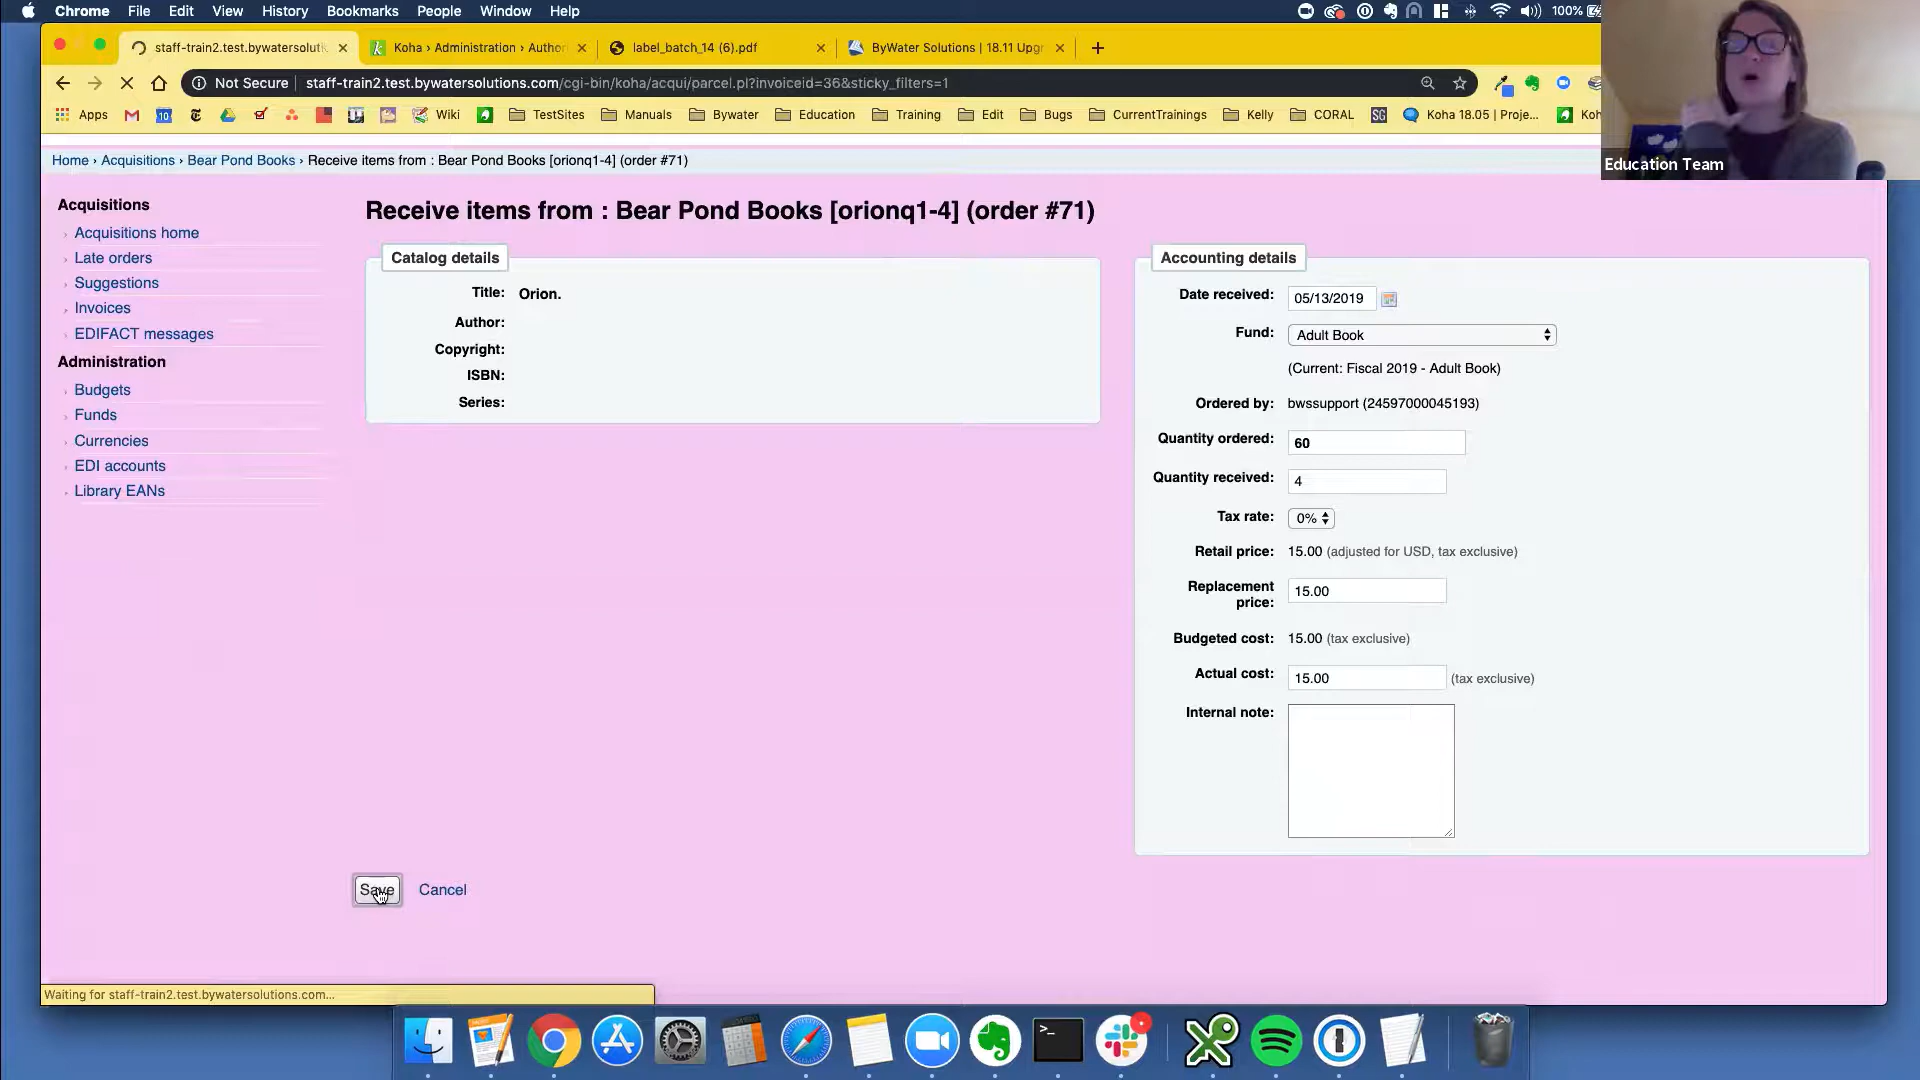 Chrome File Edit View History Bookmarks People Window Help 100%
staff-train2.test.bywatersoluti Koha › Administration › Author label_batch_14 (6).pdf ByWater Solutions | 18.11 Upgr
Not Secure staff-train2.test.bywatersolutions.com/cgi-bin/koha/acqui/parcel.pl?invoiceid=36&sticky_filters=1
Apps Wiki TestSites Manuals Bywater Education Training Edit Bugs CurrentTrainings Kelly CORAL SG Koha 18.05 | Proje... Koh
Education Team
Home › Acquisitions › Bear Pond Books › Receive items from : Bear Pond Books [orionq1-4] (order #71)
Acquisitions
Acquisitions home
Late orders
Suggestions
Invoices
EDIFACT messages
Administration
Budgets
Funds
Currencies
EDI accounts
Library EANs
Receive items from : Bear Pond Books [orionq1-4] (order #71)
Catalog details
Title: Orion.
Author:
Copyright:
ISBN:
Series:
Accounting details
Date received: 05/13/2019
Fund: Adult Book
(Current: Fiscal 2019 - Adult Book)
Ordered by: bwssupport (24597000045193)
Quantity ordered: 60
Quantity received: 4
Tax rate: 0%
Retail price: 15.00 (adjusted for USD, tax exclusive)
Replacement
price: 15.00
Budgeted cost: 15.00 (tax exclusive)
Actual cost: 15.00 (tax exclusive)
Internal note:
Save Cancel
Waiting for staff-train2.test.bywatersolutions.com...